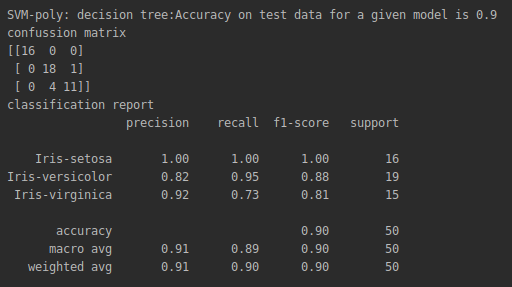 SVM-poly: decision tree:Accuracy on test data for a given model is 0.9
confussion matrix
[[16  0  0]
 [ 0 18  1]
 [ 0  4 11]]
classification report
                 precision    recall  f1-score   support

    Iris-setosa       1.00      1.00      1.00        16
Iris-versicolor       0.82      0.95      0.88        19
 Iris-virginica       0.92      0.73      0.81        15

       accuracy                           0.90        50
      macro avg       0.91      0.89      0.90        50
   weighted avg       0.91      0.90      0.90        50